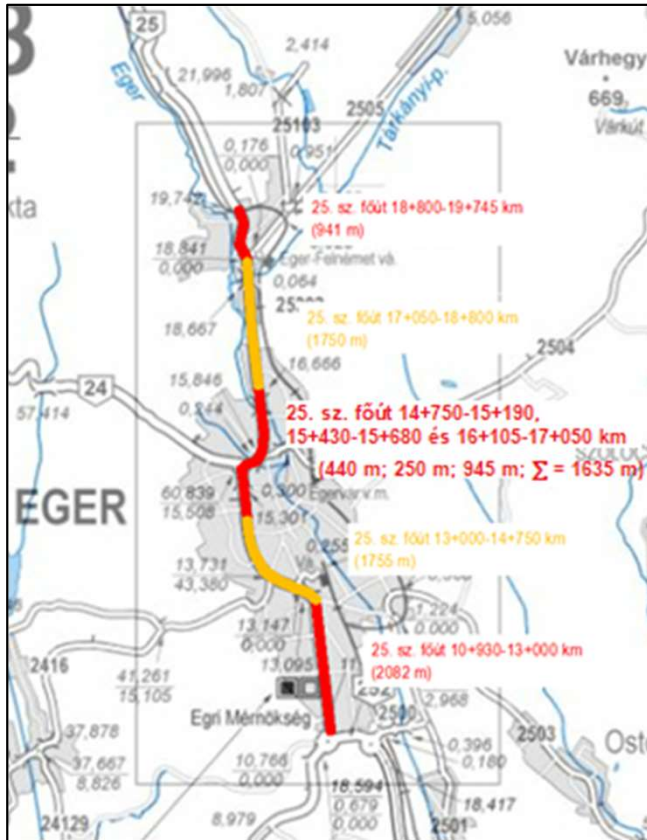 25
5,056
2,414
Eger
21,996
1,807
Várhegy
669
Várkút
2505
Tárkányi-p.
25103
0,176
0,000
0,951
kta
25. sz. főút 18+800-19+745 km
(941 m)
18,841
0,000
Eger-Felnémet vá.
0,064
25. sz. főút 17+050-18+800 km
(1750 m)
18,667
2504
16,666
15,846
24
0,244
57,414
25. sz. főút 14+750-15+190,
15+430-15+680 és 16+105-17+050 km
(440 m; 250 m; 945 m; ∑ = 1635 m)
60,839
15,508
0,300
Egervár v.m.
EGER
15,301
25. sz. főút 13+000-14+750 km
(1755 m)
13,731
43,380
Vá.
13,147
0,000
1,224
0,000
25. sz. főút 10+930-13+000 km
(2082 m)
2416
41,261
15,105
13,095
2,968
Egri Mérnökség
2500
2503
37,878
37,667
8,826
10,766
0,000
0,396
0,180
Ost
18,594
0,679
0,000
18,417
24129
8,979
2501